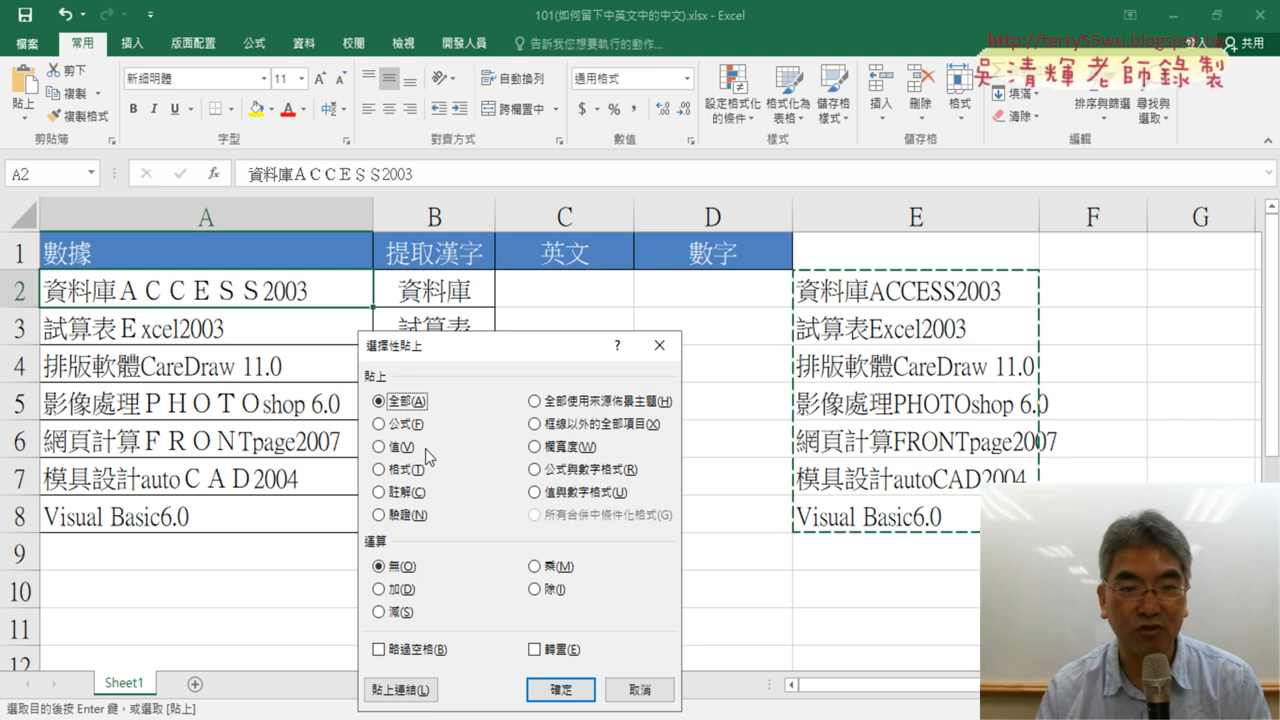 101(如何留下中英文中的中文).xlsx - Excel
http://terry55wu.blogspot.tw
檔案 常用 插入 版面配置 公式 資料 校閱 檢視 開發人員 告訴我您想要執行的動作... 共用
吳清輝老師錄製
貼上 剪下 複製 複製格式 剪貼簿
新細明體 11 B I U A 中 字型
自動換列 跨欄置中 對齊方式
通用格式 $ % , 數值
設定格式化的條件 格式化為表格 儲存格樣式 樣式
插入 刪除 格式 儲存格
填滿 清除 排序與篩選 尋找與選取 編輯
A2 fx 資料庫ＡＣＣＥＳＳ2003
A B C D E F G
1 數據 提取漢字 英文 數字
2 資料庫ＡＣＣＥＳＳ2003 資料庫 資料庫ACCESS2003
3 試算表Ｅxcel2003 試算表 試算表Excel2003
4 排版軟體CareDraw 11.0 排版軟體CareDraw 11.0
5 影像處理ＰＨＯＴＯshop 6.0 影像處理PHOTOshop 6.0
6 網頁計算ＦＲＯＮＴpage2007 網頁計算FRONTpage2007
7 模具設計autoＣＡＤ2004 模具設計autoCAD2004
8 Visual Basic6.0 Visual Basic6.0
9
10
11
12
選擇性貼上 ?
貼上
全部(A) 全部使用來源佈景主題(H)
公式(F) 框線以外的全部項目(X)
值(V) 欄寬度(W)
格式(T) 公式與數字格式(R)
註解(C) 值與數字格式(U)
驗證(N) 所有合併中條件化格式(G)
運算
無(O) 乘(M)
加(D) 除(I)
減(S)
略過空格(B) 轉置(E)
貼上連結(L) 確定 取消
Sheet1
選取目的後按 Enter 鍵，或選取 [貼上]